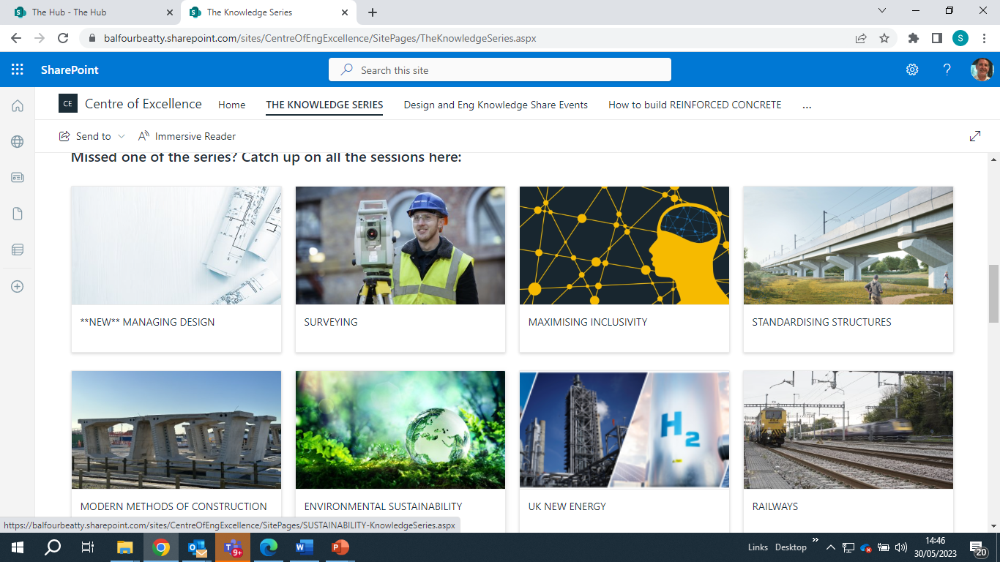 The Hub - The Hub
The Knowledge Series
balfourbeatty.sharepoint.com/sites/CentreOfEngExcellence/SitePages/TheKnowledgeSeries.aspx
S
SharePoint
Search this site
CE
Centre of Excellence
Home
THE KNOWLEDGE SERIES
Design and Eng Knowledge Share Events
How to build REINFORCED CONCRETE
...
Send to
Immersive Reader
Missed one of the series? Catch up on all the sessions here:
**NEW** MANAGING DESIGN
SURVEYING
MAXIMISING INCLUSIVITY
STANDARDISING STRUCTURES
H2
MODERN METHODS OF CONSTRUCTION
ENVIRONMENTAL SUSTAINABILITY
UK NEW ENERGY
RAILWAYS
https://balfourbeatty.sharepoint.com/sites/CentreOfEngExcellence/SitePages/SUSTAINABILITY-KnowledgeSeries.aspx
9+
Links
Desktop
14:46
30/05/2023
20